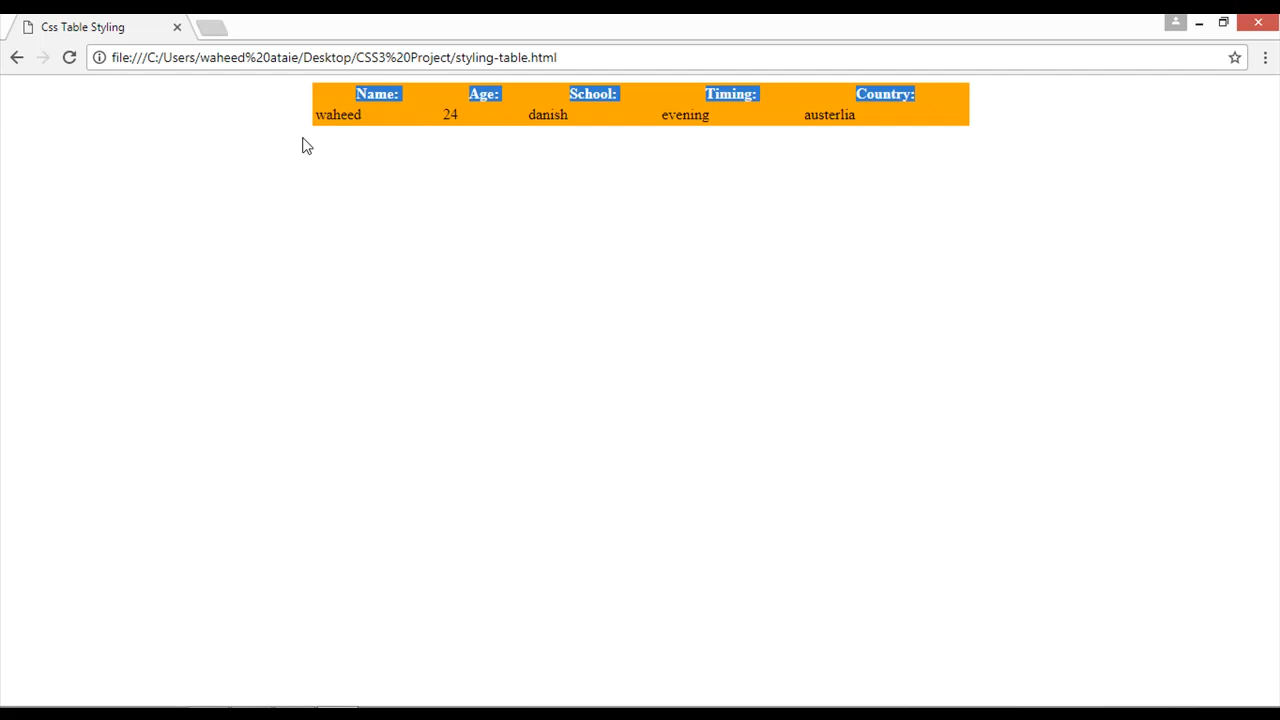 Css Table Styling
file:///C:/Users/waheed%20ataie/Desktop/CSS3%20Project/styling-table.html
Name: Age: School: Timing: Country:
waheed 24 danish evening austerlia